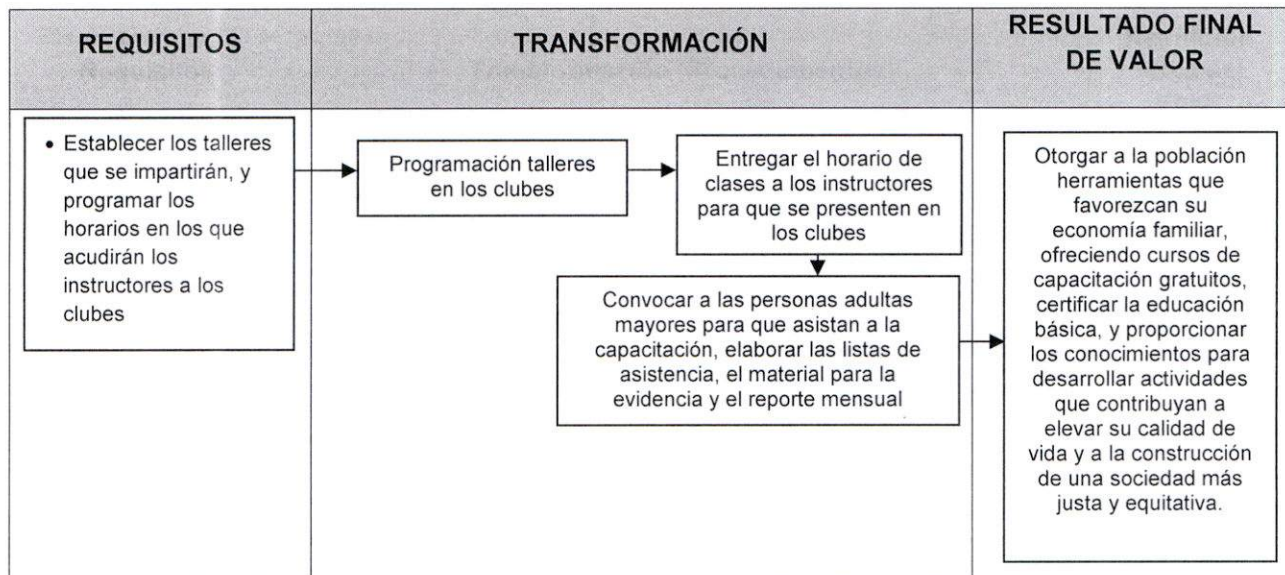 REQUISITOS
TRANSFORMACIÓN
RESULTADO FINAL
DE VALOR
• Establecer los talleres
que se impartirán, y
programar los
horarios en los que
acudirán los
instructores a los
clubes
Programación talleres
en los clubes
Entregar el horario de
clases a los instructores
para que se presenten en
los clubes
Convocar a las personas adultas
mayores para que asistan a la
capacitación, elaborar las listas de
asistencia, el material para la
evidencia y el reporte mensual
Otorgar a la población
herramientas que
favorezcan su
economía familiar,
ofreciendo cursos de
capacitación gratuitos,
certificar la educación
básica, y proporcionar
los conocimientos para
desarrollar actividades
que contribuyan a
elevar su calidad de
vida y a la construcción
de una sociedad más
justa y equitativa.